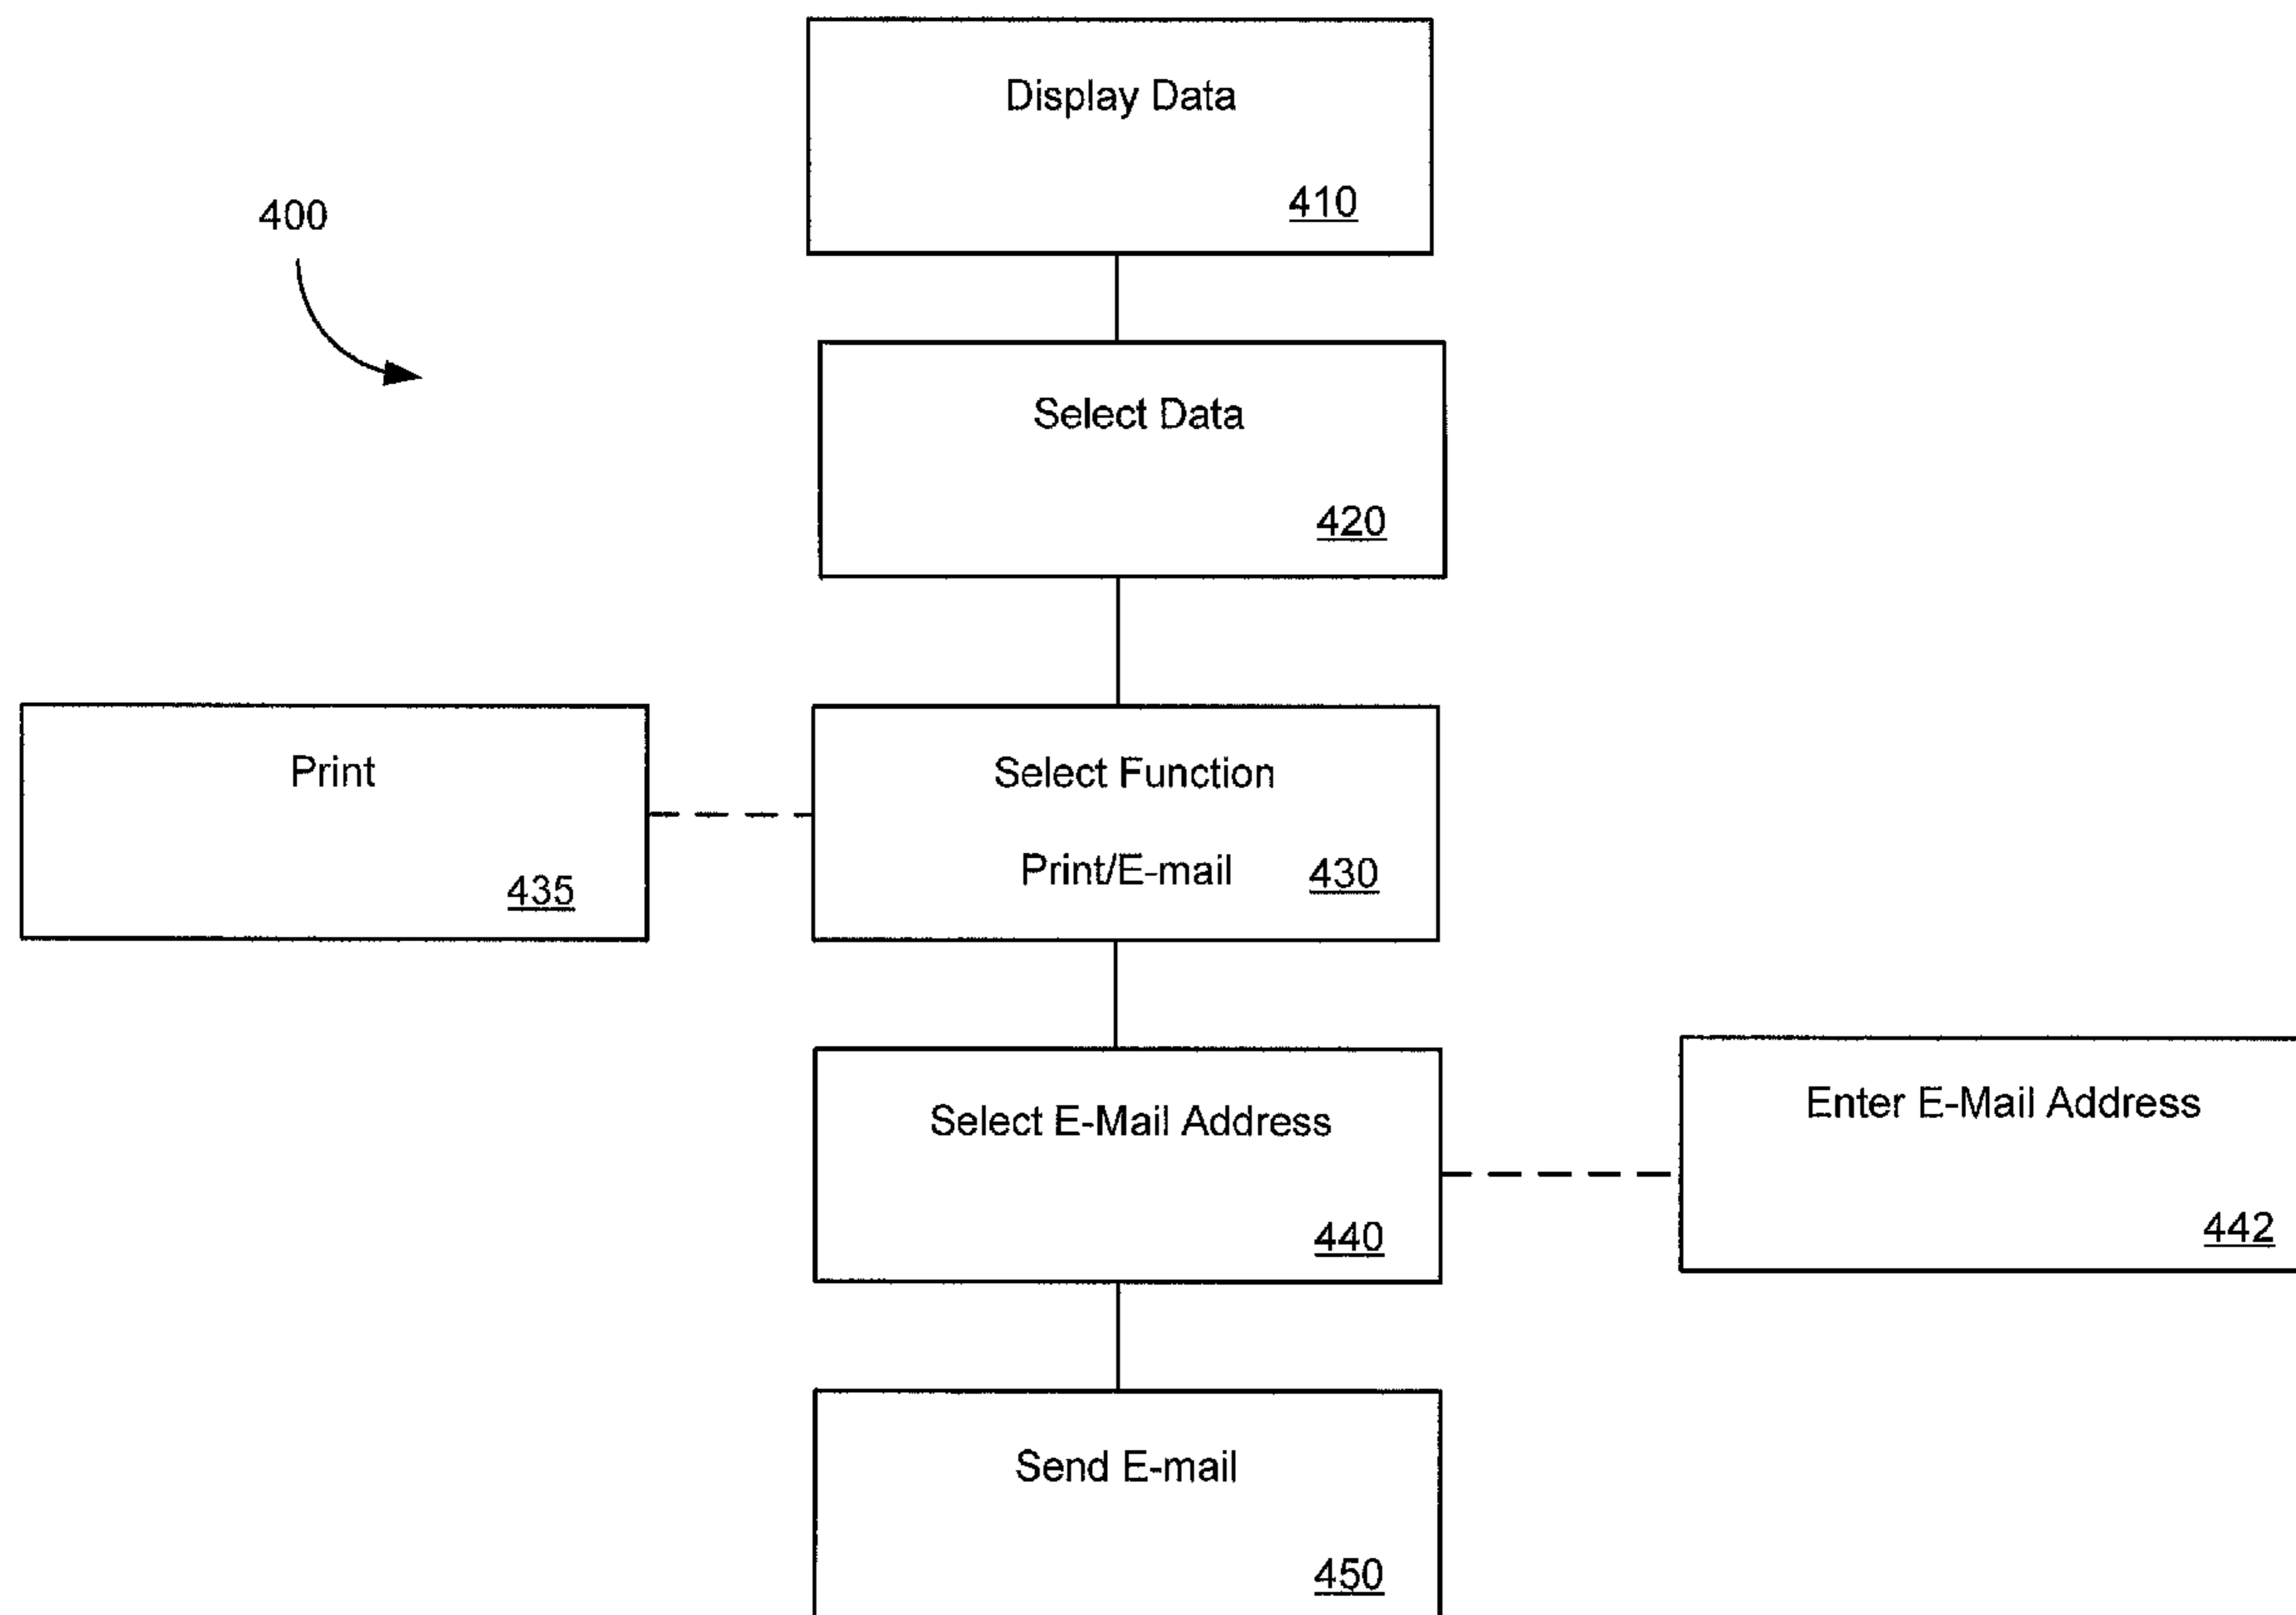 Display Data
410
400
Select Data
420
Print
435
Select Function
Print/E-mail 430
Select E-Mail Address
440
Enter E-Mail Address
442
Send E-mail
450